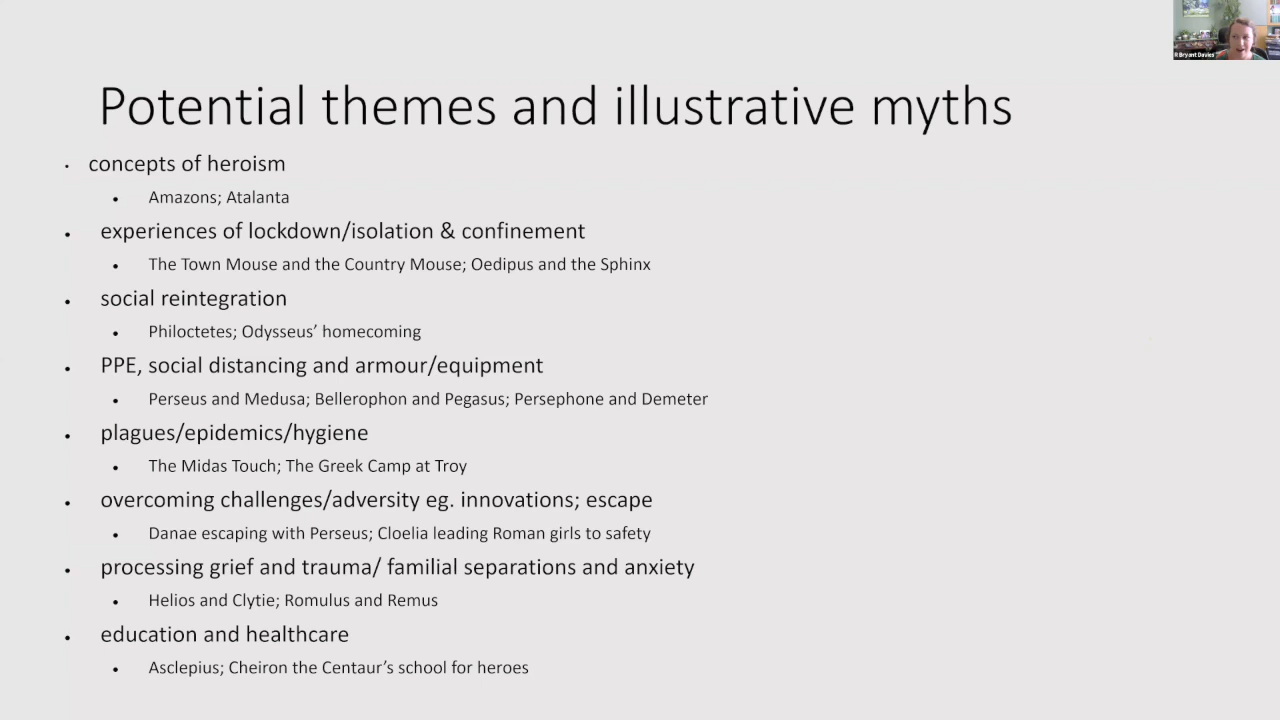 R Bryant Davies
Potential themes and illustrative myths
• concepts of heroism
• Amazons; Atalanta
• experiences of lockdown/isolation & confinement
• The Town Mouse and the Country Mouse; Oedipus and the Sphinx
• social reintegration
• Philoctetes; Odysseus’ homecoming
• PPE, social distancing and armour/equipment
• Perseus and Medusa; Bellerophon and Pegasus; Persephone and Demeter
• plagues/epidemics/hygiene
• The Midas Touch; The Greek Camp at Troy
• overcoming challenges/adversity eg. innovations; escape
• Danae escaping with Perseus; Cloelia leading Roman girls to safety
• processing grief and trauma/ familial separations and anxiety
• Helios and Clytie; Romulus and Remus
• education and healthcare
• Asclepius; Cheiron the Centaur’s school for heroes